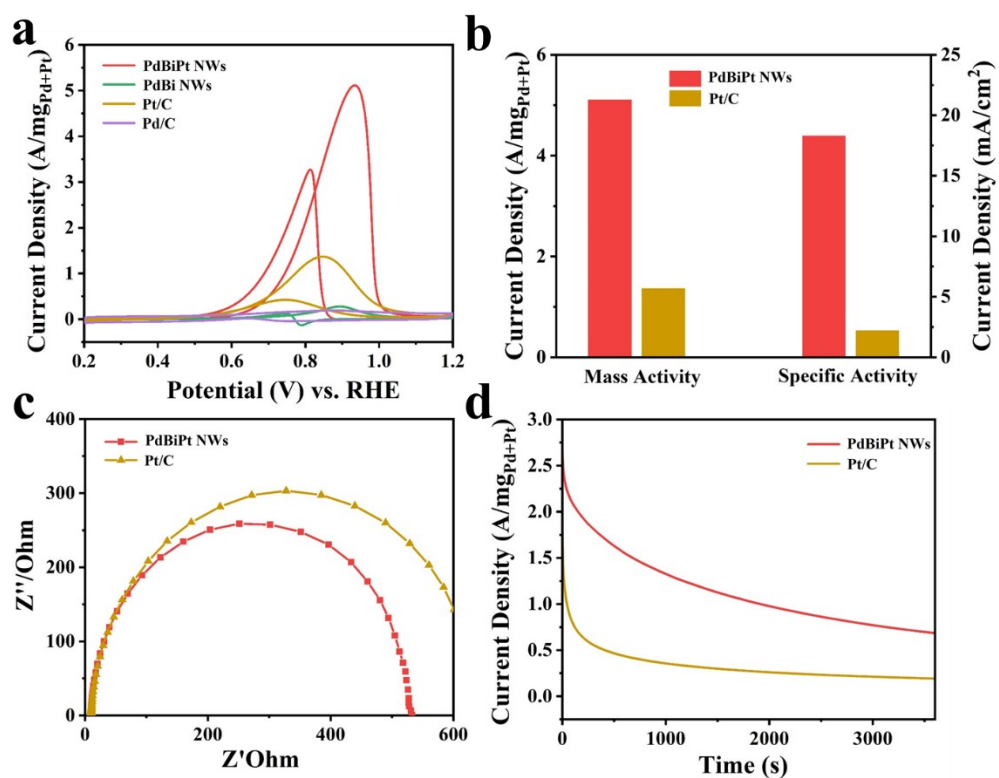 a
Current Density (A/mgPd+Pt)
6
5
4
3
2
1
0
0.2 0.4 0.6 0.8 1.0 1.2
Potential (V) vs. RHE
PdBiPt NWs
PdBi NWs
Pt/C
Pd/C
b
Current Density (A/mgPd+Pt)
6
4
2
0
PdBiPt NWs
Pt/C
25
20
15
10
5
0
Current Density (mA/cm²)
Mass Activity Specific Activity
c
Z''/Ohm
400
300
200
100
0
0 200 400 600
Z'Ohm
PdBiPt NWs
Pt/C
d
Current Density (A/mgPd+Pt)
3.0
2.5
2.0
1.5
1.0
0.5
0.0
0 1000 2000 3000
Time (s)
PdBiPt NWs
Pt/C